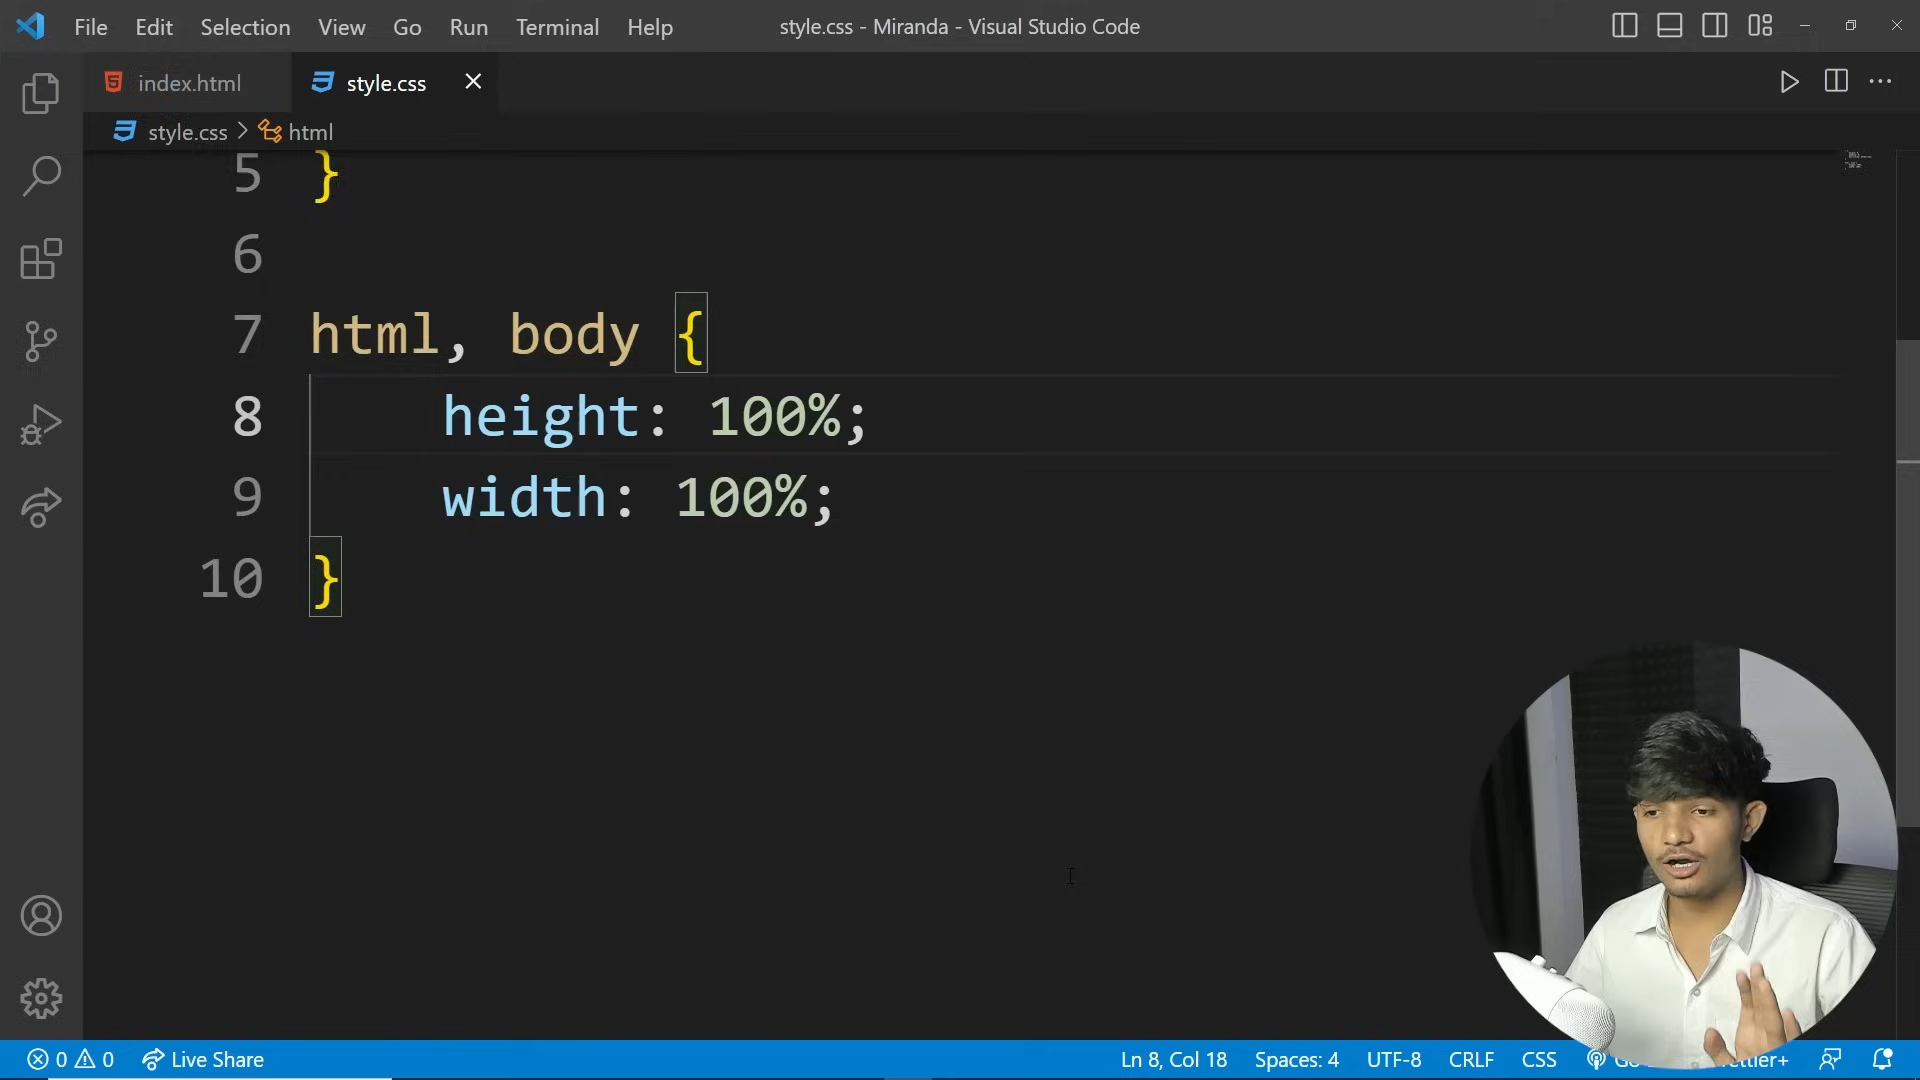 File Edit Selection View Go Run Terminal Help style.css - Miranda - Visual Studio Code
index.html style.css
style.css > html
5 }
6
7 html, body {
8 height: 100%;
9 width: 100%;
10 }
0 0 Live Share Ln 8, Col 18 Spaces: 4 UTF-8 CRLF CSS